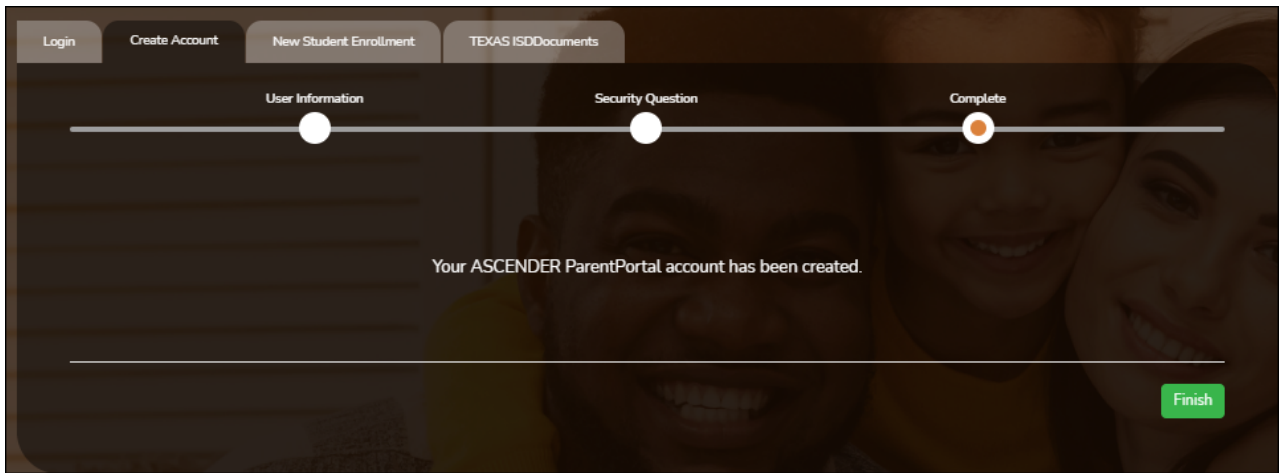 Login Create Account New Student Enrollment TEXAS ISDDocuments
User Information Security Question Complete
Your ASCENDER ParentPortal account has been created.
Finish